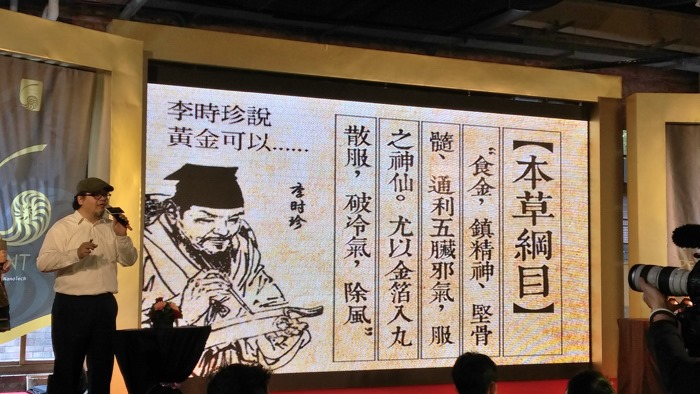 李時珍說
黃金可以......
李时珍
【本草綱目】
“食金，鎮精神、堅骨
髓、通利五臟邪氣，服
之神仙。尤以金箔入丸
散服，破冷氣，除風”
NanoTech